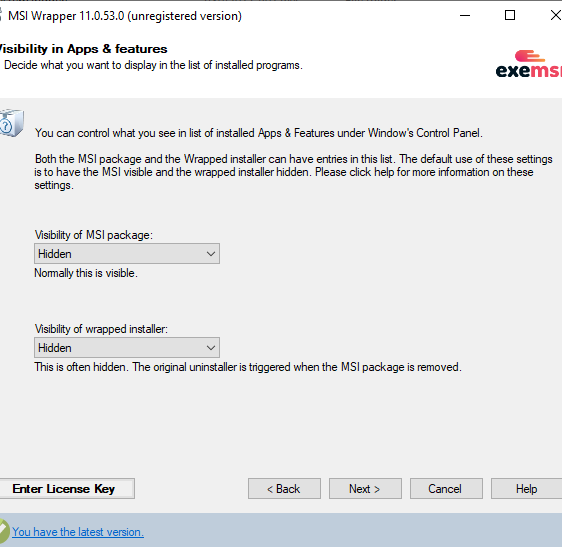 MSI Wrapper 11.0.53.0 (unregistered version)
isibility in Apps & features
Decide what you want to display in the list of installed programs.
exemsi
You can control what you see in list of installed Apps & Features under Window's Control Panel.
Both the MSI package and the Wrapped installer can have entries in this list. The default use of these settings
is to have the MSI visible and the wrapped installer hidden. Please click help for more information on these
settings.
Visibility of MSI package:
Hidden
Normally this is visible.
Visibility of wrapped installer:
Hidden
This is often hidden. The original uninstaller is triggered when the MSI package is removed.
Enter License Key
< Back
Next >
Cancel
Help
You have the latest version.